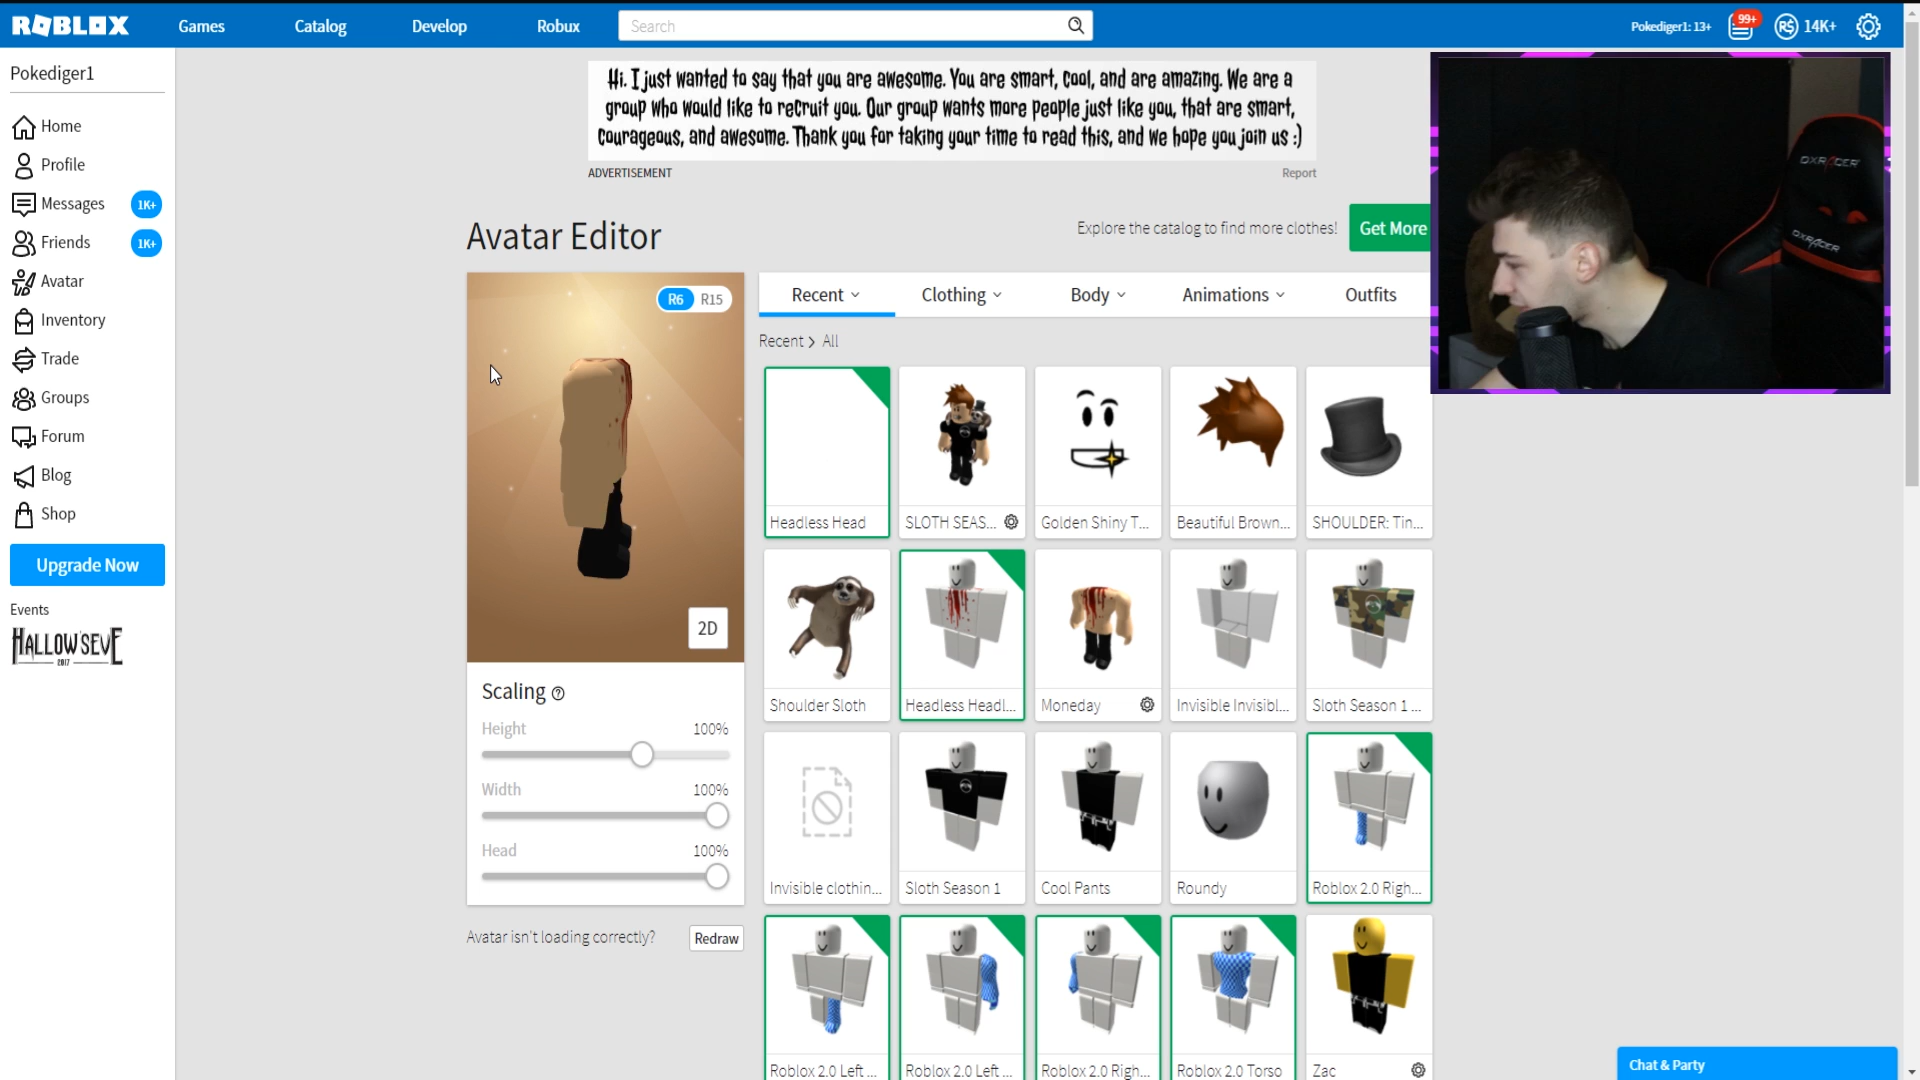 ROBLOX
Games
Catalog
Develop
Robux
Search
Pokediger1: 13+
99+
R$ 14K+
Pokediger1
Home
Profile
Messages 1K+
Friends 1K+
Avatar
Inventory
Trade
Groups
Forum
Blog
Shop
Upgrade Now
Events
HALLOW'S EVE
2017
Hi. I just wanted to say that you are awesome. You are smart, cool, and are amazing. We are a
group who would like to recruit you. Our group wants more people just like you, that are smart,
courageous, and awesome. Thank you for taking your time to read this, and we hope you join us :)
ADVERTISEMENT
Report
Avatar Editor
Explore the catalog to find more clothes!
Get More
R6 R15
2D
Scaling
Height 100%
Width 100%
Head 100%
Avatar isn't loading correctly?
Redraw
Recent
Clothing
Body
Animations
Outfits
Recent > All
Headless Head
SLOTH SEAS...
Golden Shiny T...
Beautiful Brown...
SHOULDER: Tin...
Shoulder Sloth
Headless Headl...
Moneday
Invisible Invisibl...
Sloth Season 1 ...
Invisible clothin...
Sloth Season 1
Cool Pants
Roundy
Roblox 2.0 Righ...
Roblox 2.0 Left ...
Roblox 2.0 Left ...
Roblox 2.0 Righ...
Roblox 2.0 Torso
Zac
DXRACER
DXRACER
Chat & Party